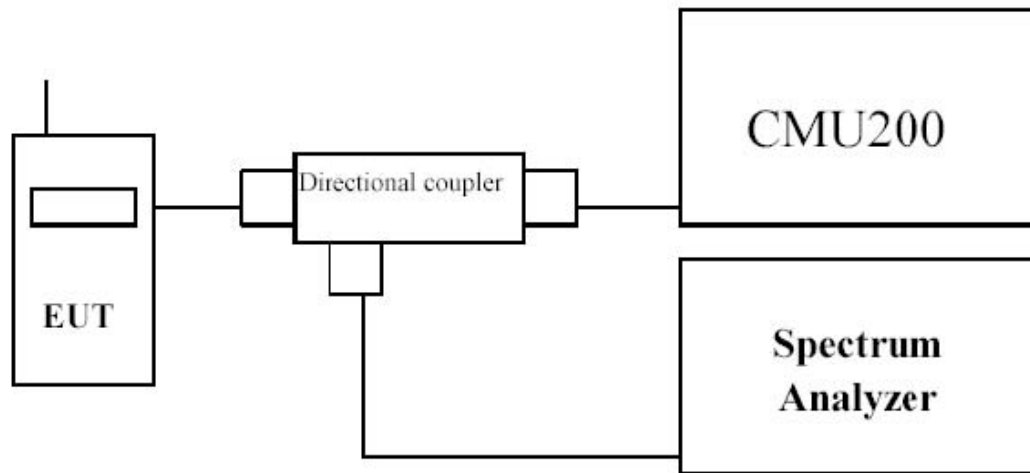 CMU200
Directional coupler
EUT
Spectrum
Analyzer